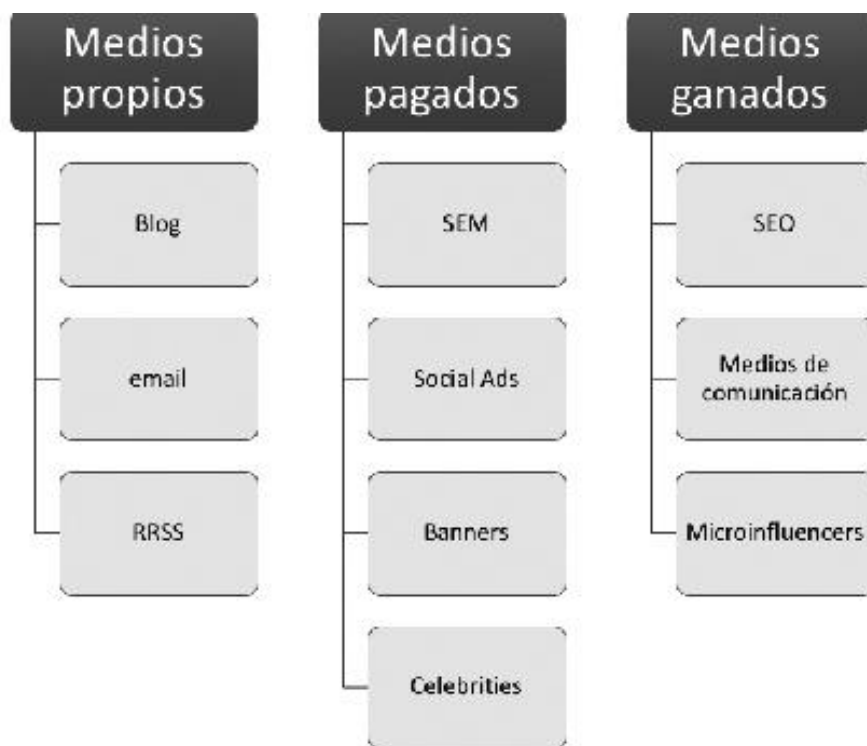 Medios
propios
Blog
email
RRSS
Medios
pagados
SEM
Social Ads
Banners
Celebrities
Medios
ganados
SEO
Medios de
comunicación
Microinfluencers